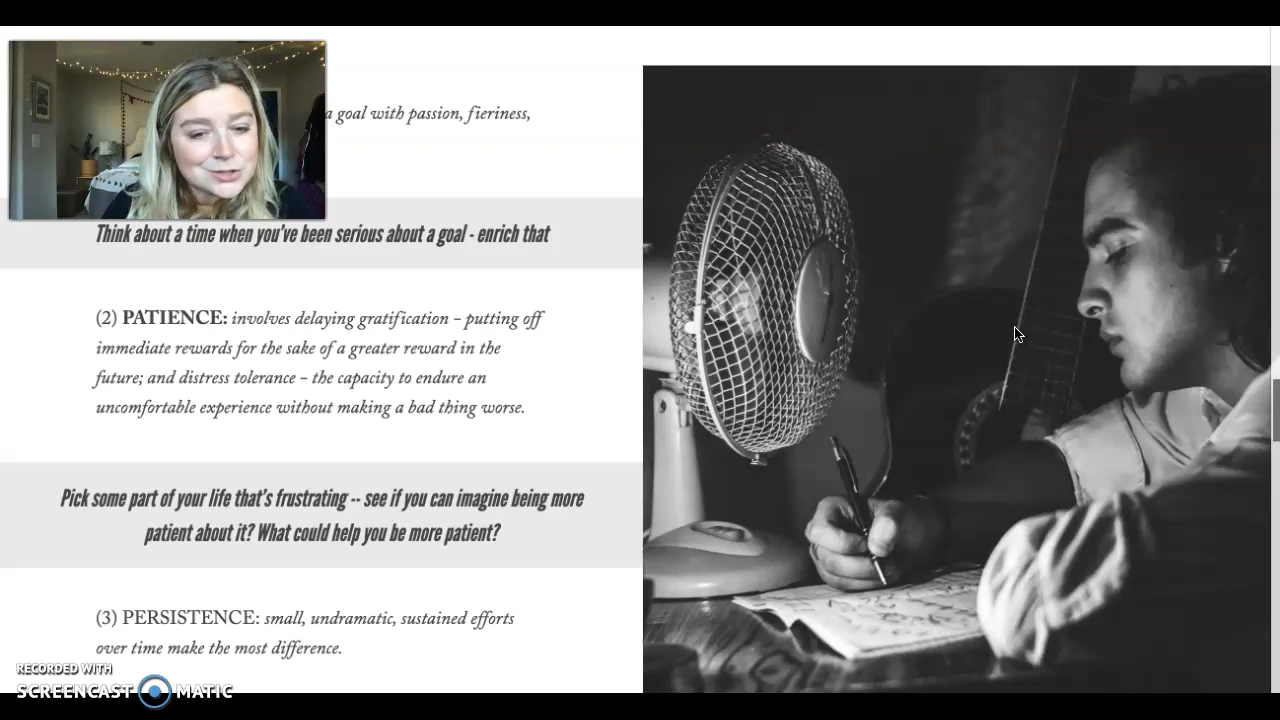 a goal with passion, fieriness,
Think about a time when you've been serious about a goal - enrich that
(2) PATIENCE: involves delaying gratification – putting off
immediate rewards for the sake of a greater reward in the
future; and distress tolerance – the capacity to endure an
uncomfortable experience without making a bad thing worse.
Pick some part of your life that's frustrating -- see if you can imagine being more
patient about it? What could help you be more patient?
(3) PERSISTENCE: small, undramatic, sustained efforts
over time make the most difference.
RECORDED WITH
SCREENCAST MATIC